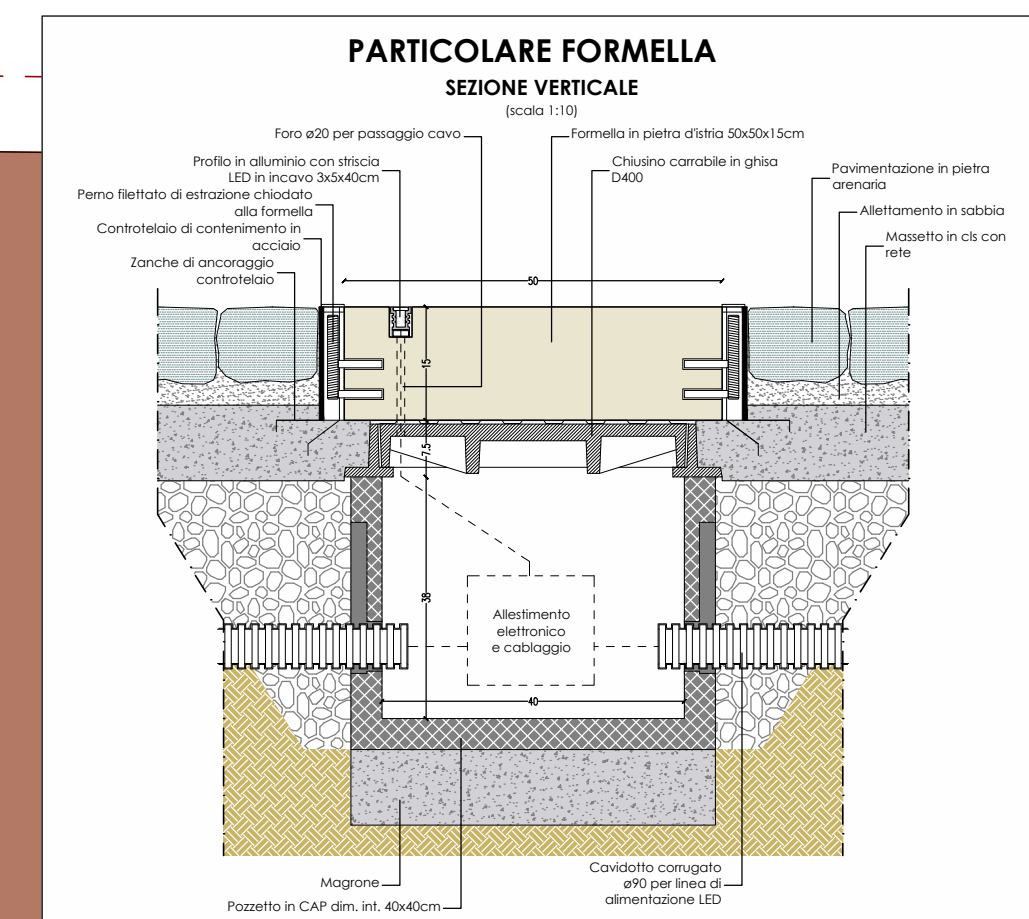 PARTICOLARE FORMELLA
SEZIONE VERTICALE
(scala 1:10)
Foro ø20 per passaggio cavo
Profilo in alluminio con striscia
LED in incavo 3x5x40cm
Perno filettato di estrazione chiodato
alla formella
Controtelaio di contenimento in
acciaio
Zanche di ancoraggio
controtelaio
Formella in pietra d'istria 50x50x15cm
Chiusino carrabile in ghisa
D400
Pavimentazione in pietra
arenaria
Allettamento in sabbia
Massetto in cls con
rete
50
15
7.5
38
Allestimento
elettronico
e cablaggio
40
Magrone
Pozzetto in CAP dim. int. 40x40cm
Cavidotto corrugato
ø90 per linea di
alimentazione LED